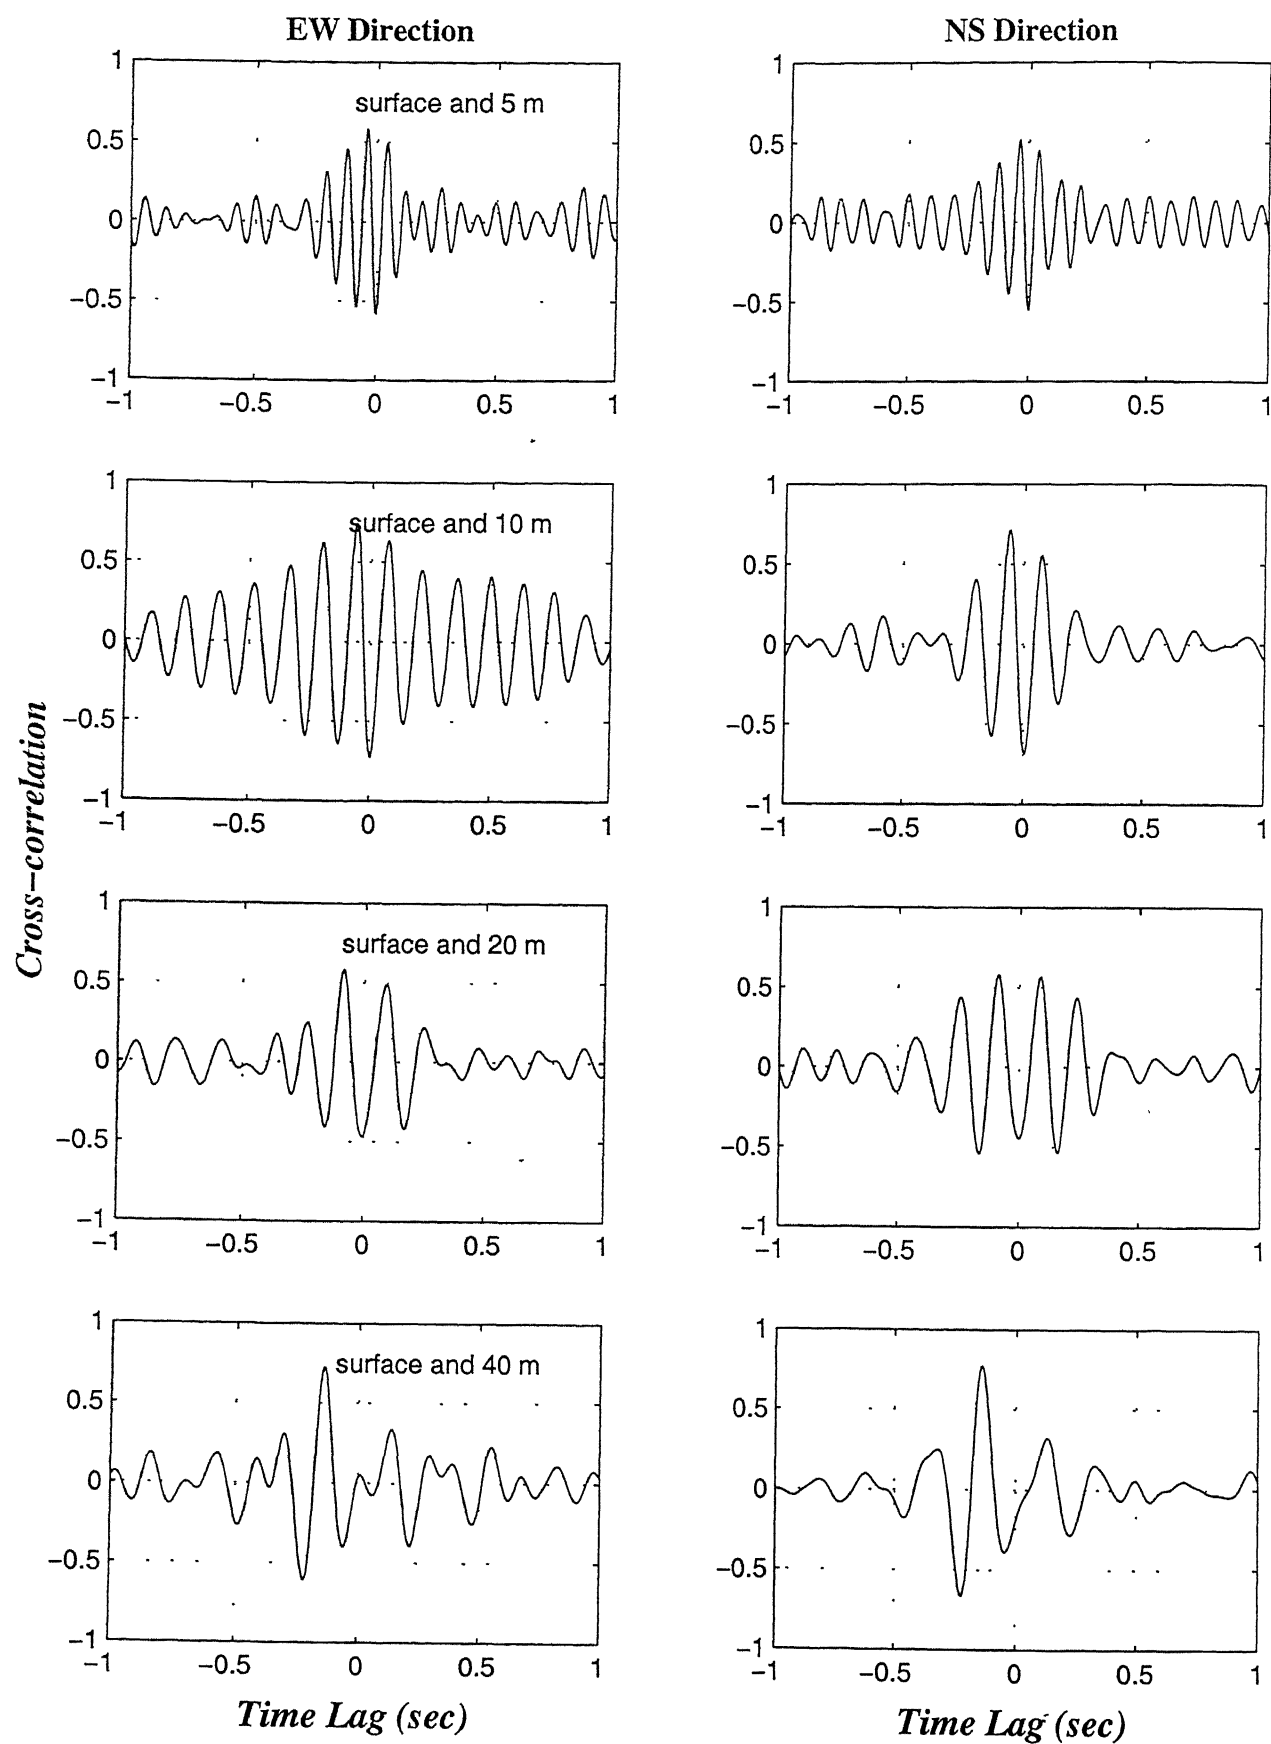 EW Direction
NS Direction
1
0.5
0
−0.5
−1
surface and 5 m
−1 −0.5 0 0.5 1
1
0.5
0
−0.5
−1
−1 −0.5 0 0.5 1
Cross−correlation
1
0.5
0
−0.5
−1
surface and 10 m
−1 −0.5 0 0.5 1
1
0.5
0
−0.5
−1
−1 −0.5 0 0.5 1
1
0.5
0
−0.5
−1
surface and 20 m
−1 −0.5 0 0.5 1
1
0.5
0
−0.5
−1
−1 −0.5 0 0.5 1
1
0.5
0
−0.5
−1
surface and 40 m
−1 −0.5 0 0.5 1
1
0.5
0
−0.5
−1
−1 −0.5 0 0.5 1
Time Lag (sec)
Time Lag (sec)